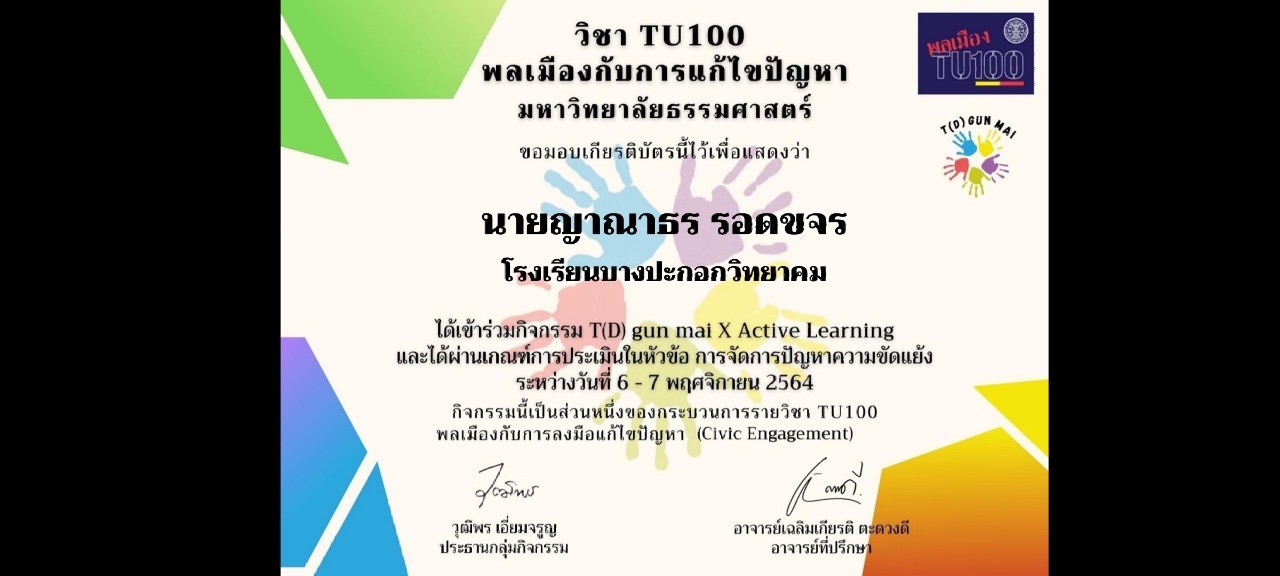 วิชา TU100
พลเมืองกับการแก้ไขปัญหา
มหาวิทยาลัยธรรมศาสตร์
ขอมอบเกียรติบัตรนี้ไว้เพื่อแสดงว่า
นายญาณาธร รอดขจร
โรงเรียนบางปะกอกวิทยาคม
ได้เข้าร่วมกิจกรรม T(D) gun mai X Active Learning
และได้ผ่านเกณฑ์การประเมินในหัวข้อ การจัดการปัญหาความขัดแย้ง
ระหว่างวันที่ 6 - 7 พฤศจิกายน 2564
กิจกรรมนี้เป็นส่วนหนึ่งของกระบวนการรายวิชา TU100
พลเมืองกับการลงมือแก้ไขปัญหา (Civic Engagement)
วุฒิพร เอี่ยมจรูญ
ประธานกลุ่มกิจกรรม
อาจารย์เฉลิมเกียรติ ตะดวงดี
อาจารย์ที่ปรึกษา
พลเมือง
TU100
T(D) GUN MAI